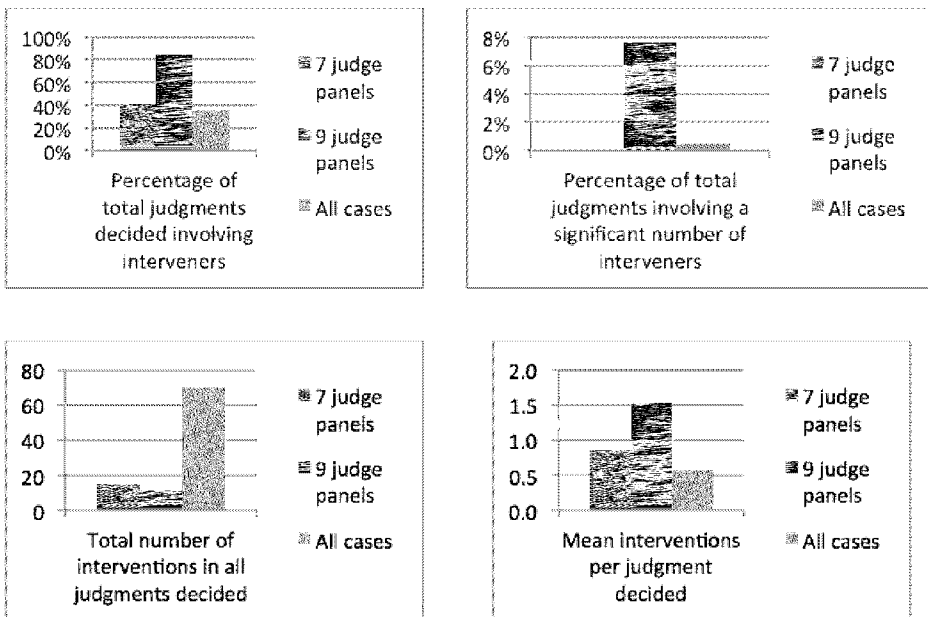 100%
80%
60%
40%
20%
0%
7 judge
panels
9 judge
panels
All cases
Percentage of
total judgments
decided involving
interveners
8%
6%
4%
2%
0%
7 judge
panels
9 judge
panels
All cases
Percentage of total
judgments involving a
significant number of
interveners
80
60
40
20
0
7 judge
panels
9 judge
panels
All cases
Total number of
interventions in all
judgments decided
2.0
1.5
1.0
0.5
0.0
7 judge
panels
9 judge
panels
All cases
Mean interventions
per judgment
decided